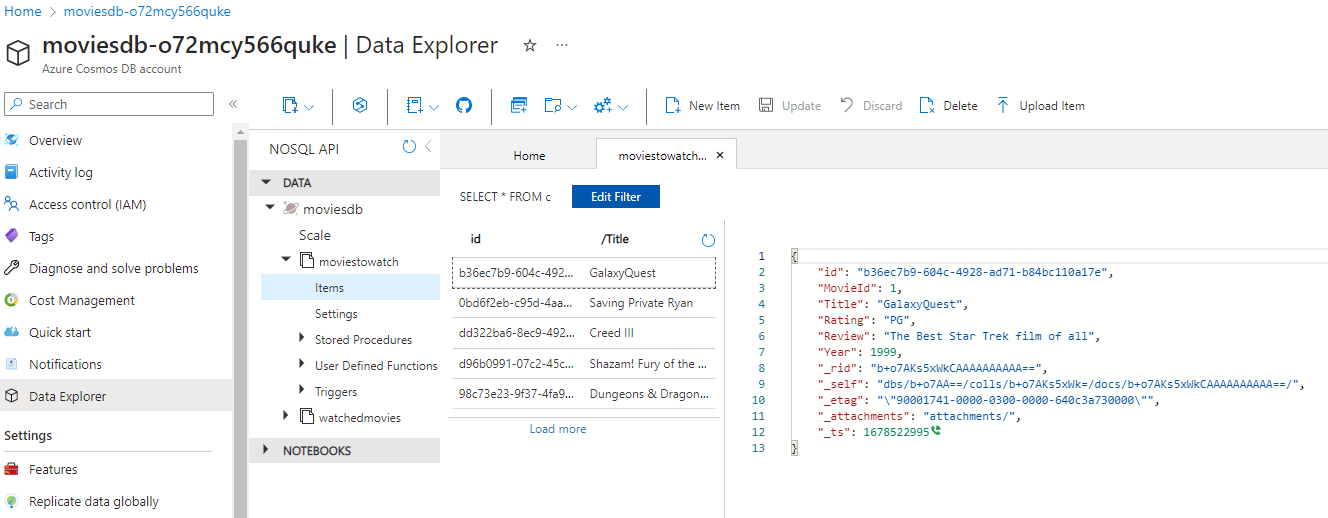 Home > moviesdb-o72mcy566quke
moviesdb-o72mcy566quke | Data Explorer ...
Azure Cosmos DB account
Search
Overview
Activity log
Access control (IAM)
Tags
Diagnose and solve problems
Cost Management
Quick start
Notifications
Data Explorer
Settings
Features
Replicate data globally
New Item Update Discard Delete Upload Item
NOSQL API
DATA
moviesdb
Scale
moviestowatch
Items
Settings
Stored Procedures
User Defined Functions
Triggers
watchedmovies
NOTEBOOKS
Home moviestowatch... ×
SELECT * FROM c Edit Filter
id /Title
b36ec7b9-604c-492... GalaxyQuest
0bd6f2eb-c95d-4aa... Saving Private Ryan
dd322ba6-8ec9-492... Creed III
d96b0991-07c2-45c... Shazam! Fury of the ...
98c73e23-9f37-4fa9... Dungeons & Dragon...
Load more
1 {
2 "id": "b36ec7b9-604c-4928-ad71-b84bc110a17e",
3 "MovieId": 1,
4 "Title": "GalaxyQuest",
5 "Rating": "PG",
6 "Review": "The Best Star Trek film of all",
7 "Year": 1999,
8 "_rid": "b+o7AKs5xWkCAAAAAAAAAA==",
9 "_self": "dbs/b+o7AA==/colls/b+o7AKs5xWk=/docs/b+o7AKs5xWkCAAAAAAAAAA==/",
10 "_etag": "\"90001741-0000-0300-0000-640c3a730000\"",
11 "_attachments": "attachments/",
12 "_ts": 1678522995
13 }